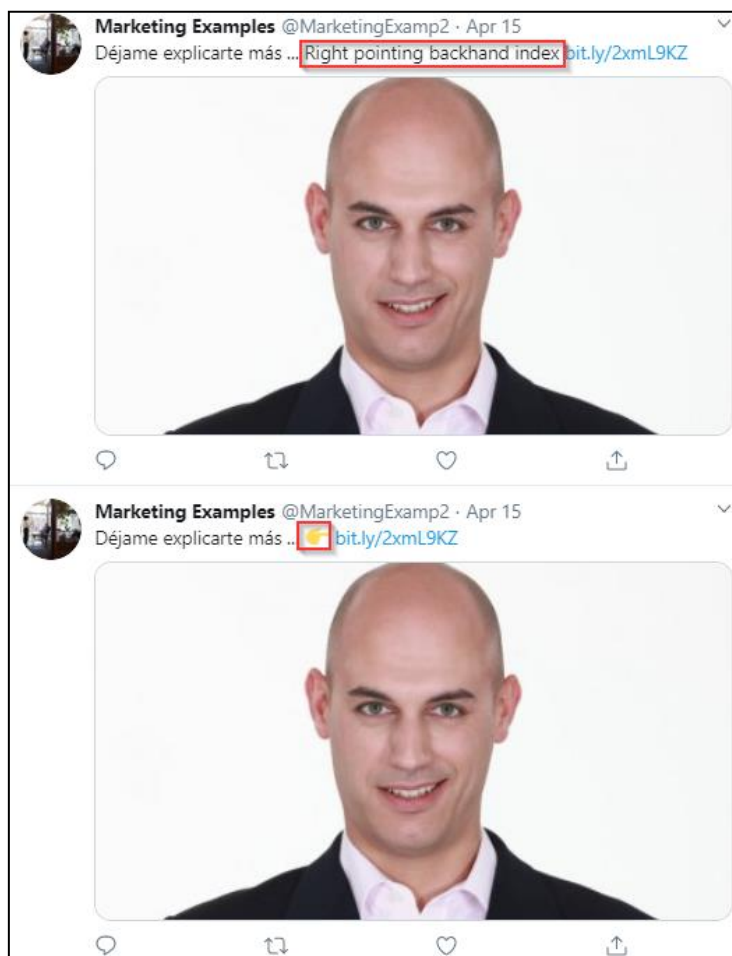 Marketing Examples @MarketingExamp2 · Apr 15
Déjame explicarte más ... Right pointing backhand index bit.ly/2xmL9KZ
Marketing Examples @MarketingExamp2 · Apr 15
Déjame explicarte más .. 👉 bit.ly/2xmL9KZ